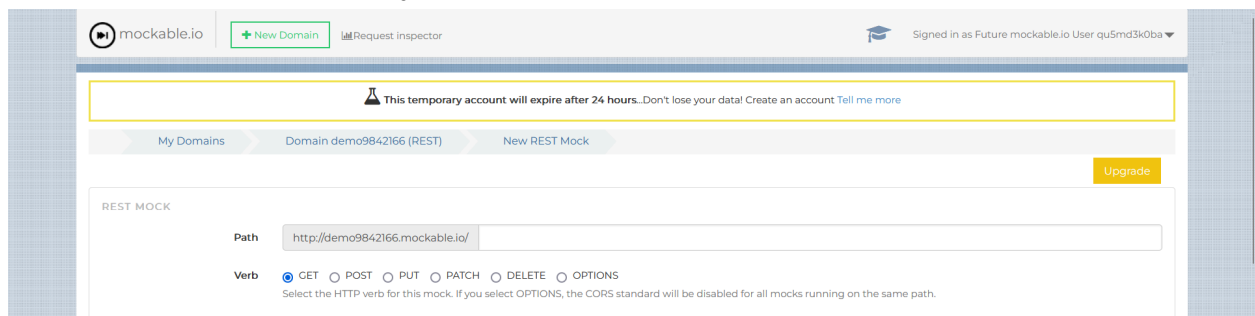 mockable.io
New Domain
Request inspector
Signed in as Future mockable.io User qu5md3k0ba
This temporary account will expire after 24 hours...Don't lose your data! Create an account Tell me more
My Domains
Domain demo9842166 (REST)
New REST Mock
Upgrade
REST MOCK
Path
http://demo9842166.mockable.io/
Verb
GET POST PUT PATCH DELETE OPTIONS
Select the HTTP verb for this mock. If you select OPTIONS, the CORS standard will be disabled for all mocks running on the same path.